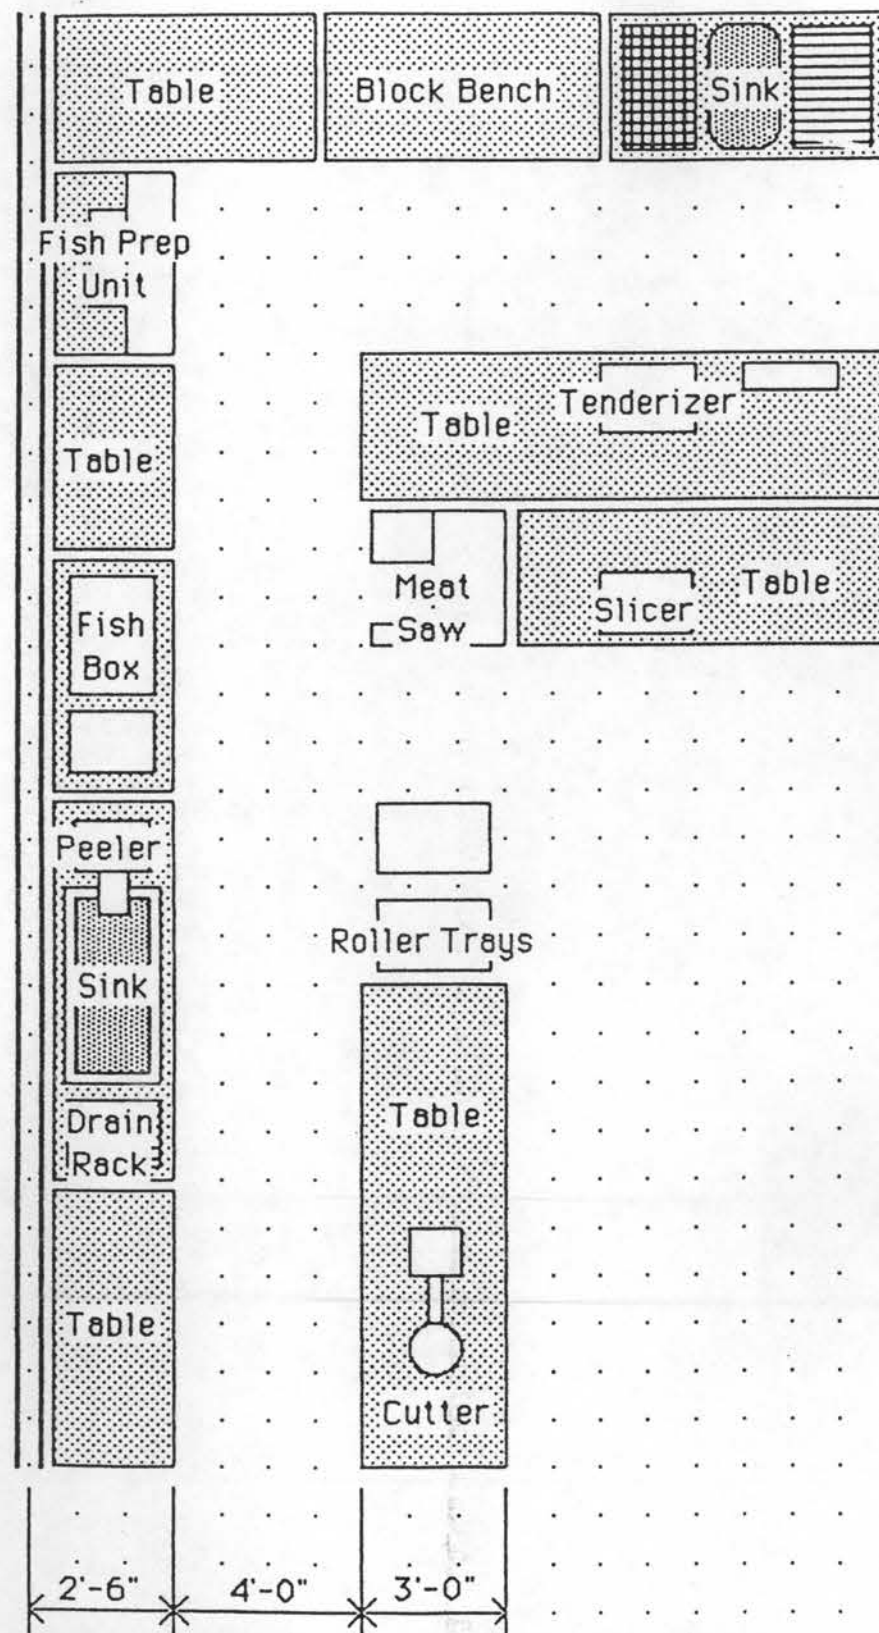 Table
Block Bench
Sink
Fish Prep
Unit
Table
Tenderizer
Table
Fish
Box
Meat
Saw
Slicer
Table
Peeler
Sink
Drain
Rack
Roller Trays
Table
Table
Cutter
2'-6"
4'-0"
3'-0"